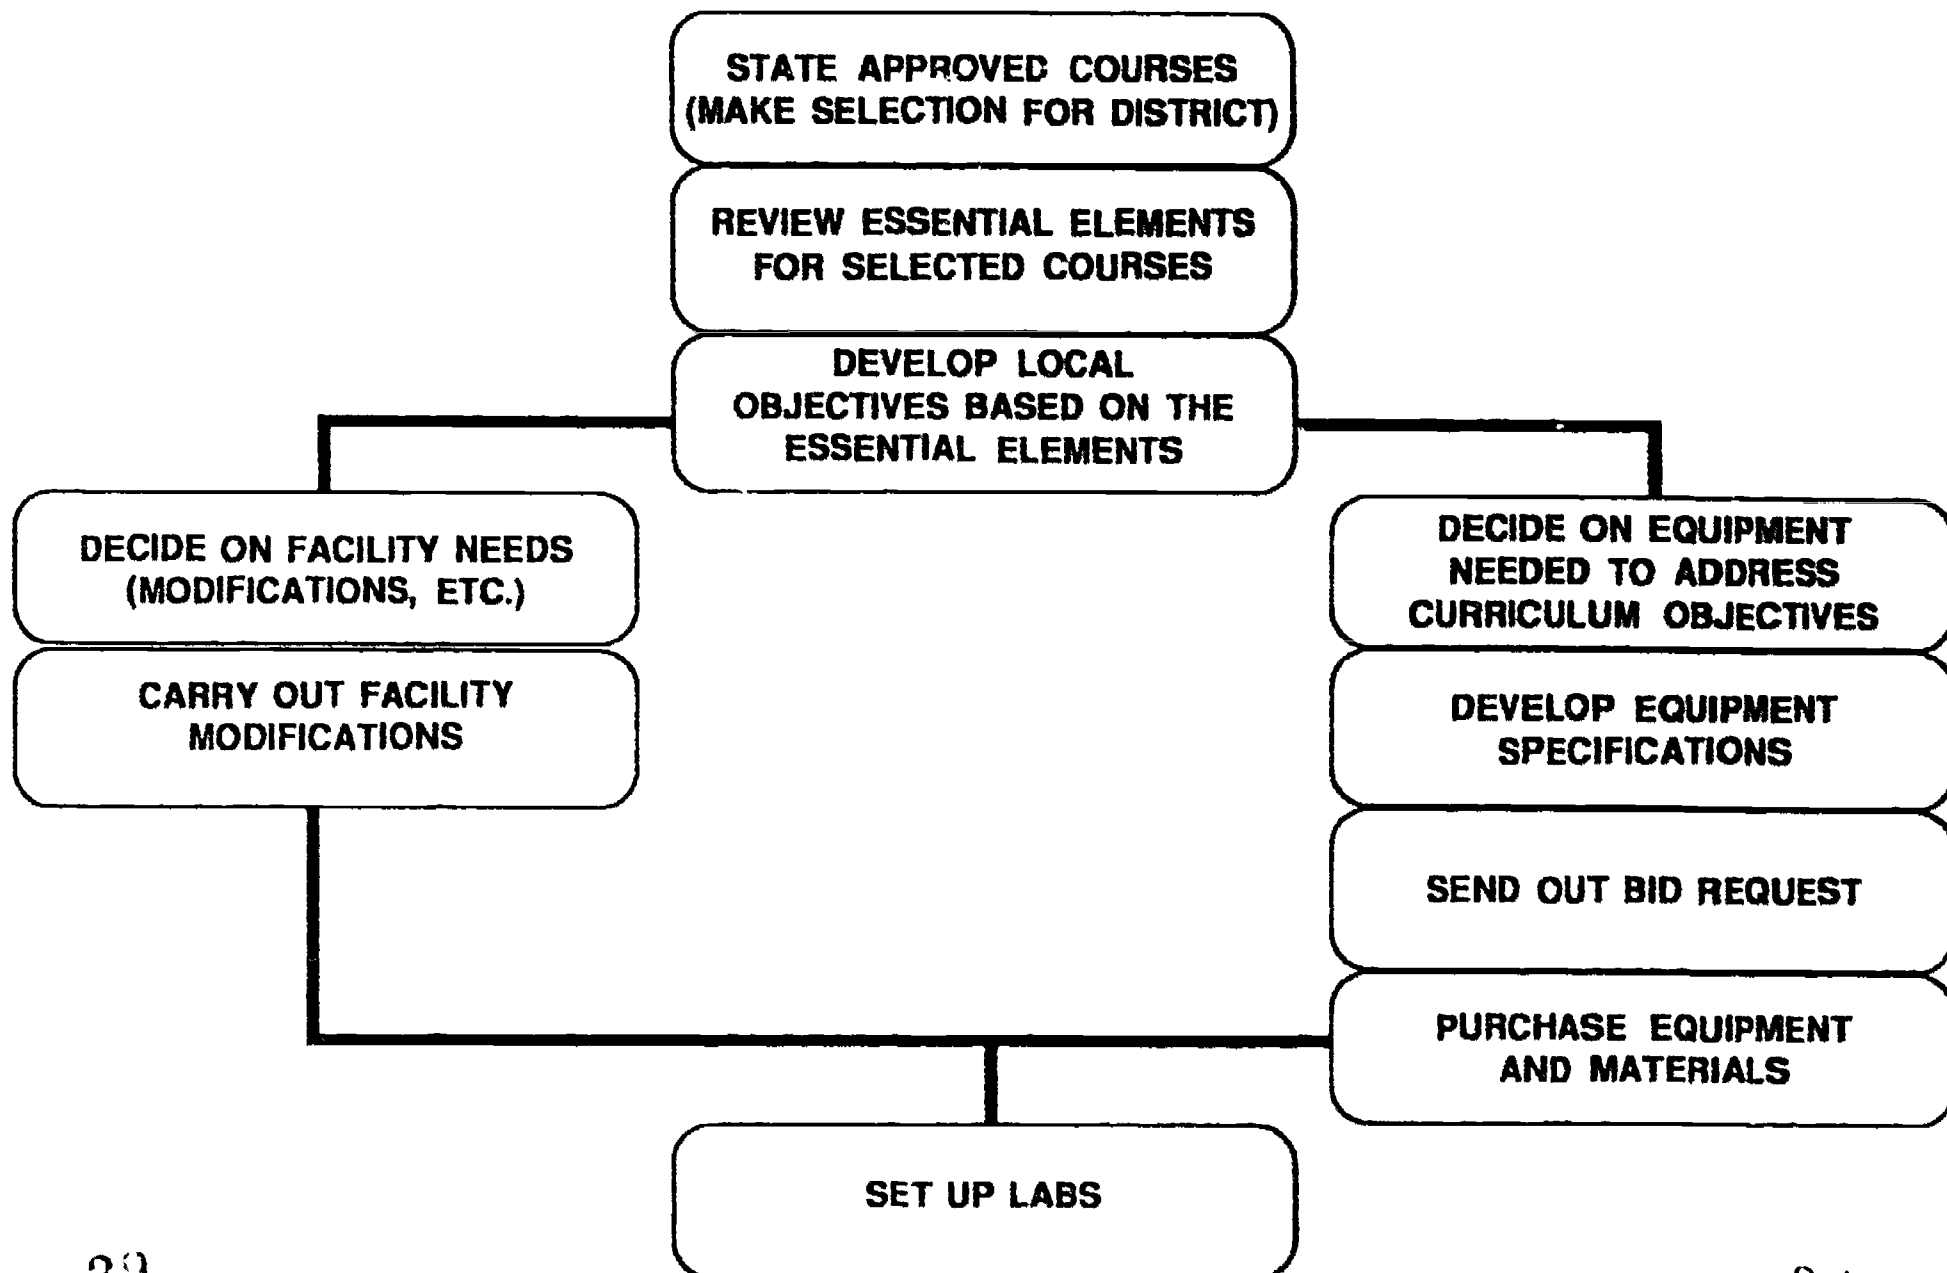 STATE APPROVED COURSES
(MAKE SELECTION FOR DISTRICT)
REVIEW ESSENTIAL ELEMENTS
FOR SELECTED COURSES
DEVELOP LOCAL
OBJECTIVES BASED ON THE
ESSENTIAL ELEMENTS
DECIDE ON FACILITY NEEDS
(MODIFICATIONS, ETC.)
CARRY OUT FACILITY
MODIFICATIONS
DECIDE ON EQUIPMENT
NEEDED TO ADDRESS
CURRICULUM OBJECTIVES
DEVELOP EQUIPMENT
SPECIFICATIONS
SEND OUT BID REQUEST
PURCHASE EQUIPMENT
AND MATERIALS
SET UP LABS